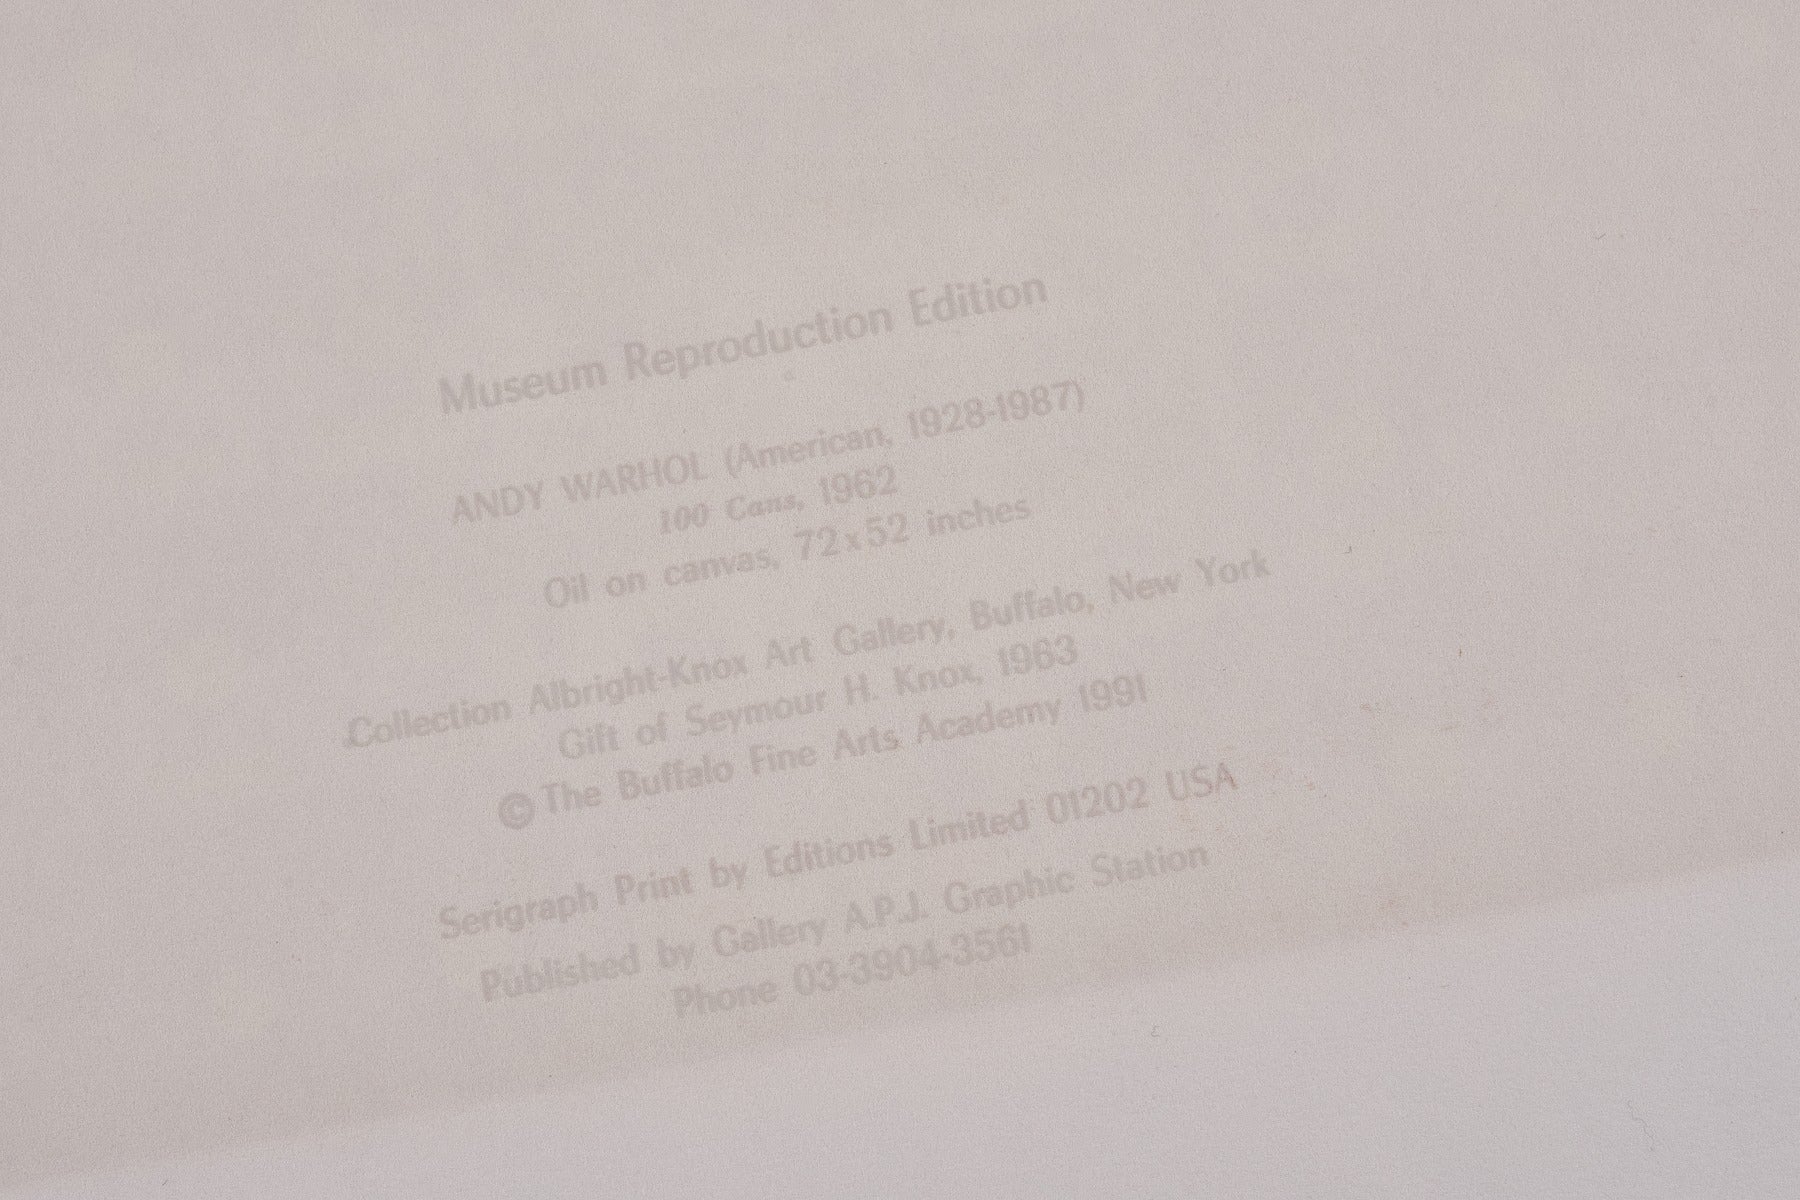 Museum Reproduction Edition
ANDY WARHOL (American, 1928-1987)
100 Cans, 1962
Oil on canvas, 72 x 52 inches
Collection Albright-Knox Art Gallery, Buffalo, New York
Gift of Seymour H. Knox, 1963
© The Buffalo Fine Arts Academy 1991
Serigraph Print by Editions Limited 01202 USA
Published by Gallery A.P.J. Graphic Station
Phone 03-3904-3561